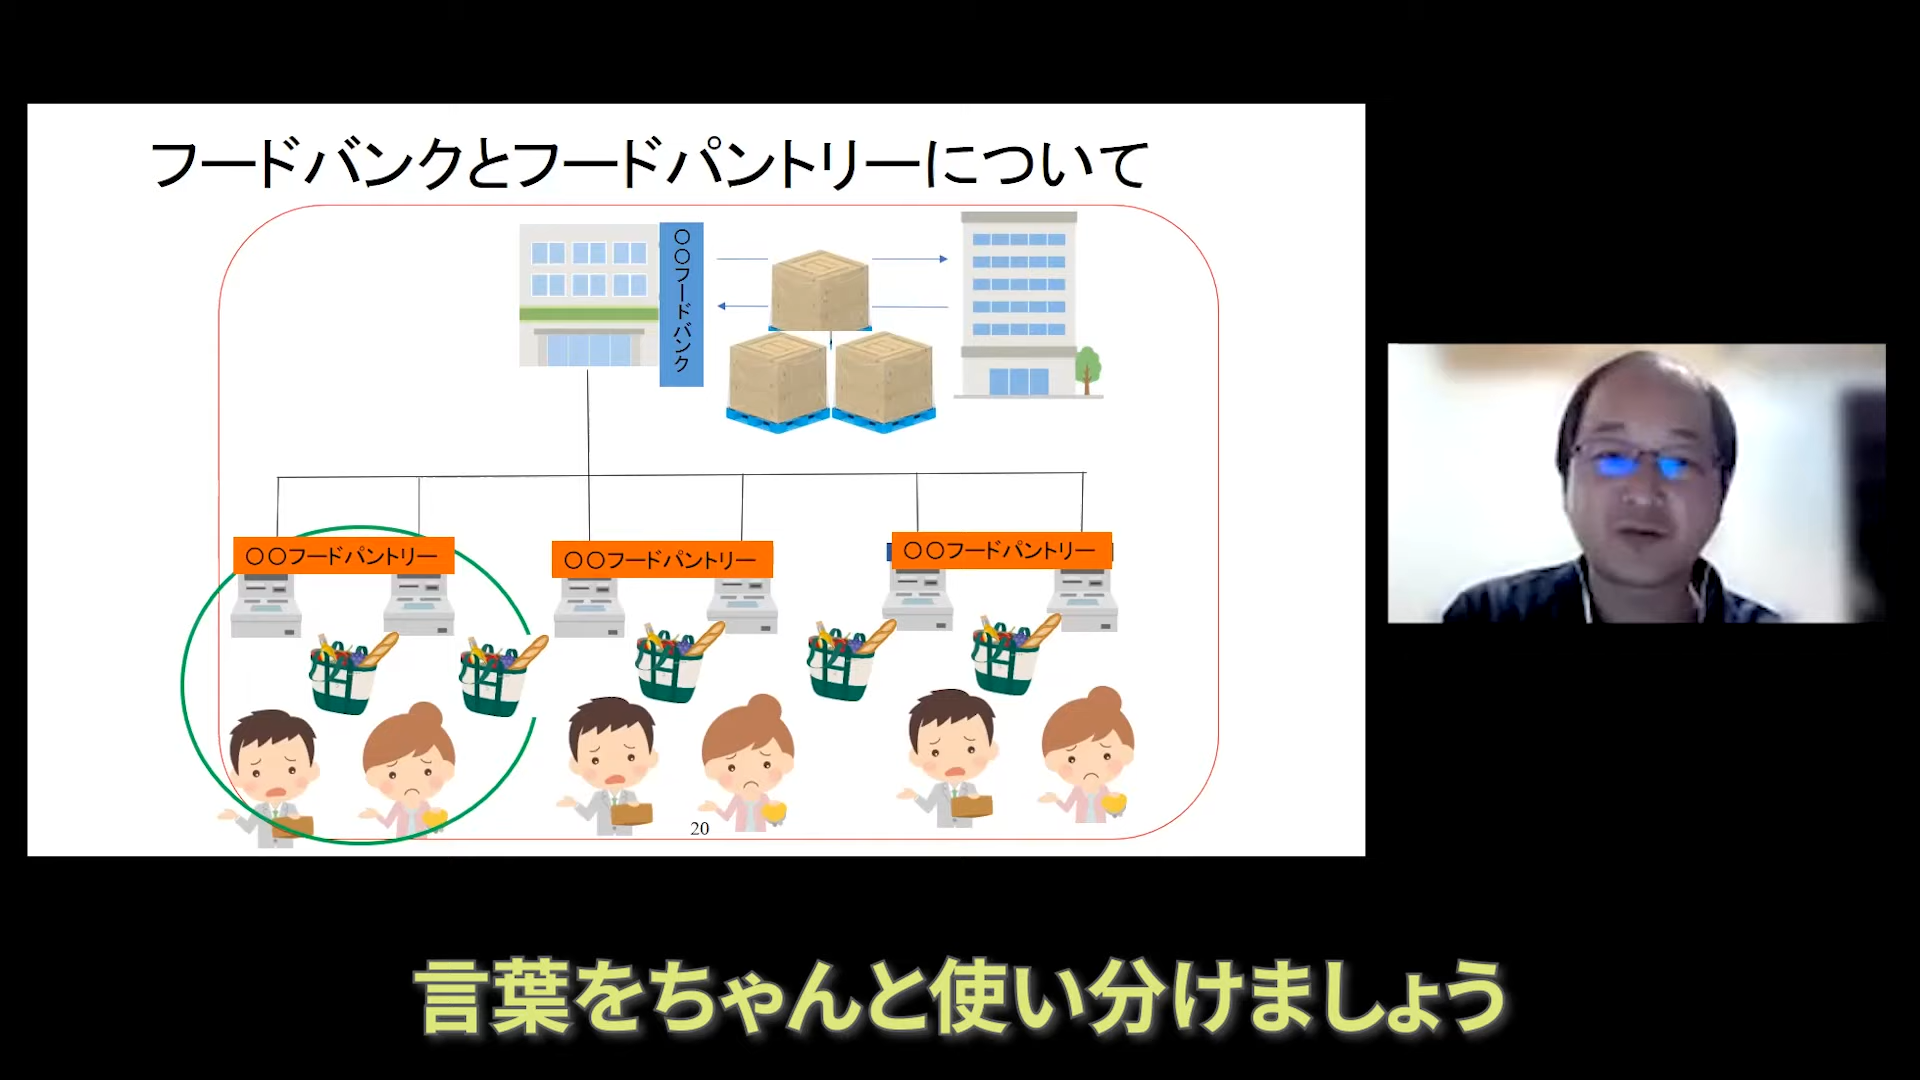 フードバンクとフードパントリーについて
〇〇フードバンク
〇〇フードパントリー
〇〇フードパントリー
〇〇フードパントリー
20
言葉をちゃんと使い分けましょう